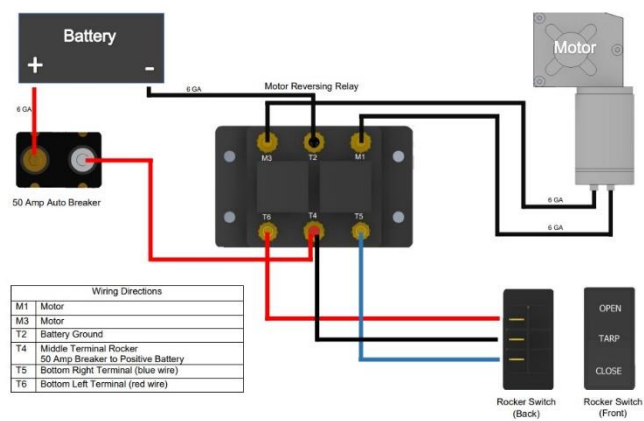 Battery
+
-
Motor
6 GA
Motor Reversing Relay
6 GA
M3
T2
M1
6 GA
50 Amp Auto Breaker
T6
T4
T5
6 GA
Wiring Directions
M1 Motor
M3 Motor
T2 Battery Ground
T4 Middle Terminal Rocker
50 Amp Breaker to Positive Battery
T5 Bottom Right Terminal (blue wire)
T6 Bottom Left Terminal (red wire)
OPEN
TARP
CLOSE
Rocker Switch
(Back)
Rocker Switch
(Front)